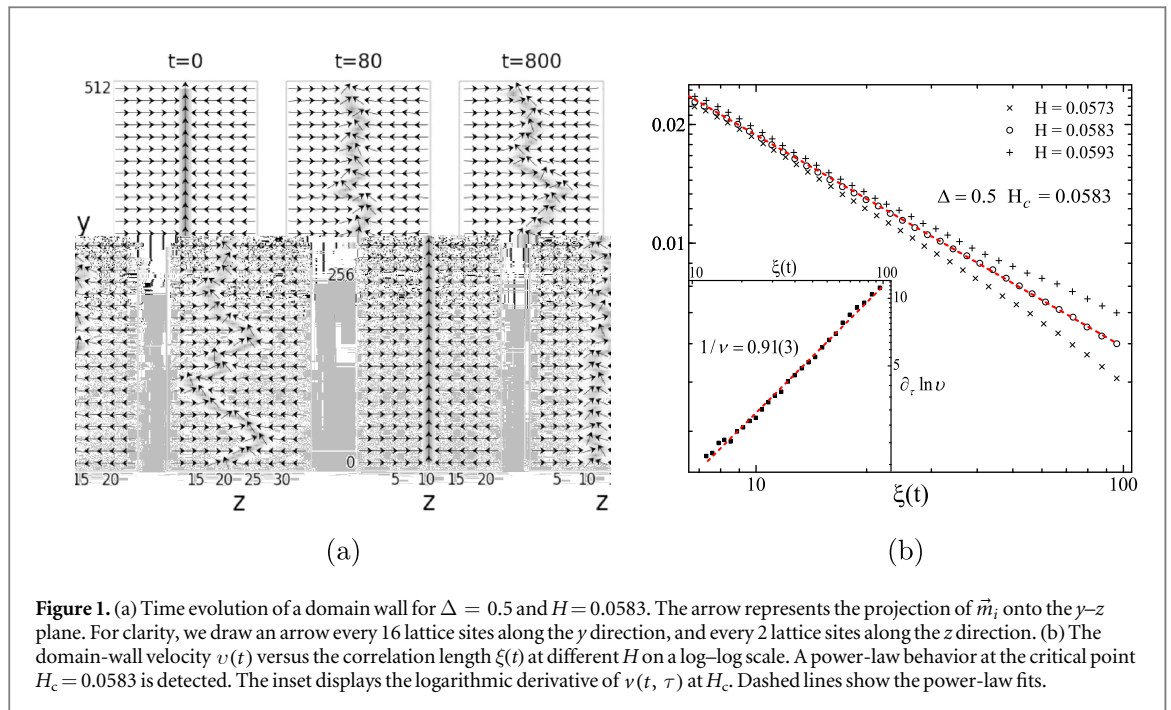 t=0
t=80
t=800
512
y
256
0
15 20
15 20 25 30
5 10 15 20
5 10
z
z
z
(a)
× H = 0.0573
○ H = 0.0583
+ H = 0.0593
Δ = 0.5 H_c = 0.0583
0.02
0.01
10
ξ(t)
100
10
5
1/ν = 0.91(3)
∂_τ ln υ
10
ξ(t)
100
(b)
Figure 1. (a) Time evolution of a domain wall for Δ = 0.5 and H = 0.0583. The arrow represents the projection of m⃗_i onto the y–z
plane. For clarity, we draw an arrow every 16 lattice sites along the y direction, and every 2 lattice sites along the z direction. (b) The
domain-wall velocity υ(t) versus the correlation length ξ(t) at different H on a log–log scale. A power-law behavior at the critical point
H_c = 0.0583 is detected. The inset displays the logarithmic derivative of ν(t, τ) at H_c. Dashed lines show the power-law fits.